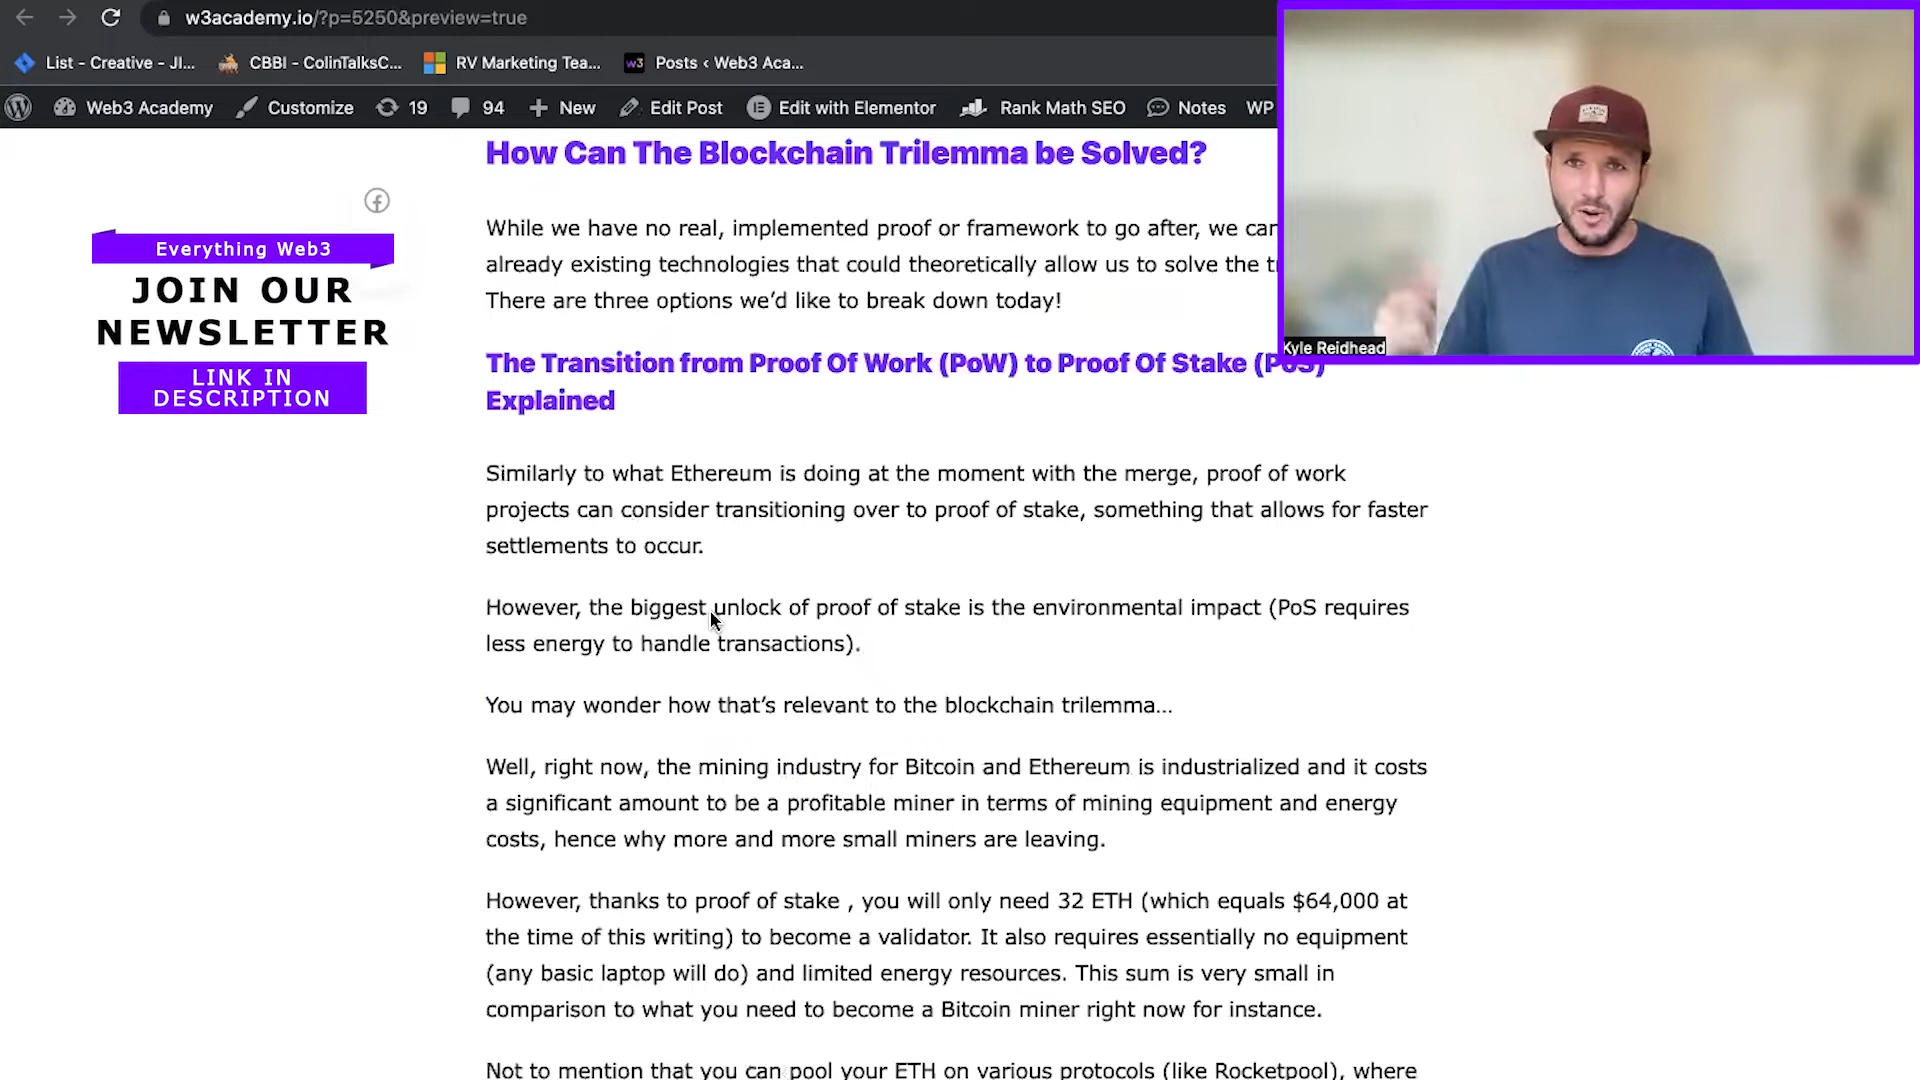 w3academy.io/?p=5250&preview=true
List - Creative - JI... CBBI - ColinTalksC... RV Marketing Tea... w3 Posts ‹ Web3 Aca...
Web3 Academy Customize 19 94 New Edit Post Edit with Elementor Rank Math SEO Notes WP
How Can The Blockchain Trilemma be Solved?
While we have no real, implemented proof or framework to go after, we can
already existing technologies that could theoretically allow us to solve the
There are three options we’d like to break down today!
Everything Web3
JOIN OUR
NEWSLETTER
LINK IN
DESCRIPTION
Kyle Reidhead
The Transition from Proof Of Work (PoW) to Proof Of Stake (PoS)
Explained
Similarly to what Ethereum is doing at the moment with the merge, proof of work
projects can consider transitioning over to proof of stake, something that allows for faster
settlements to occur.
However, the biggest unlock of proof of stake is the environmental impact (PoS requires
less energy to handle transactions).
You may wonder how that’s relevant to the blockchain trilemma…
Well, right now, the mining industry for Bitcoin and Ethereum is industrialized and it costs
a significant amount to be a profitable miner in terms of mining equipment and energy
costs, hence why more and more small miners are leaving.
However, thanks to proof of stake , you will only need 32 ETH (which equals $64,000 at
the time of this writing) to become a validator. It also requires essentially no equipment
(any basic laptop will do) and limited energy resources. This sum is very small in
comparison to what you need to become a Bitcoin miner right now for instance.
Not to mention that you can pool your ETH on various protocols (like Rocketpool), where